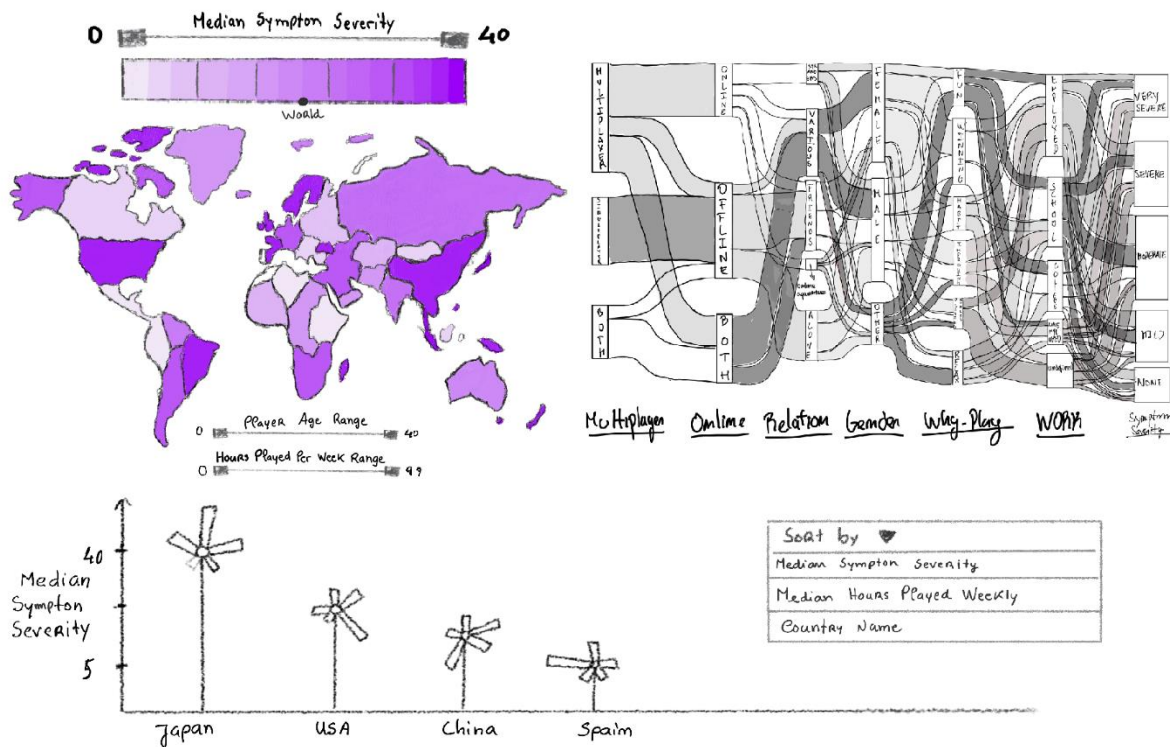 Median Sympton Severity
0
40
World
Player Age Range
0
40
Hours Played Per Week Range
0
99
MULTIPLAYER
BOTH
ONLINE
OFFLINE
BOTH
VARIOUS
FRIENDS
ALONE
FEMALE
MALE
OTHER
FUN
WINNING
EMPLOYED
SCHOOL
VERY SEVERE
SEVERE
MODERATE
MILD
NONE
Multiplayer
Online
Relation
Gender
Why-Play
WORK
Symptom Severity
Median Sympton Severity
40
5
Japan
USA
China
Spain
Sort by
Median Sympton Severity
Median Hours Played Weekly
Country Name